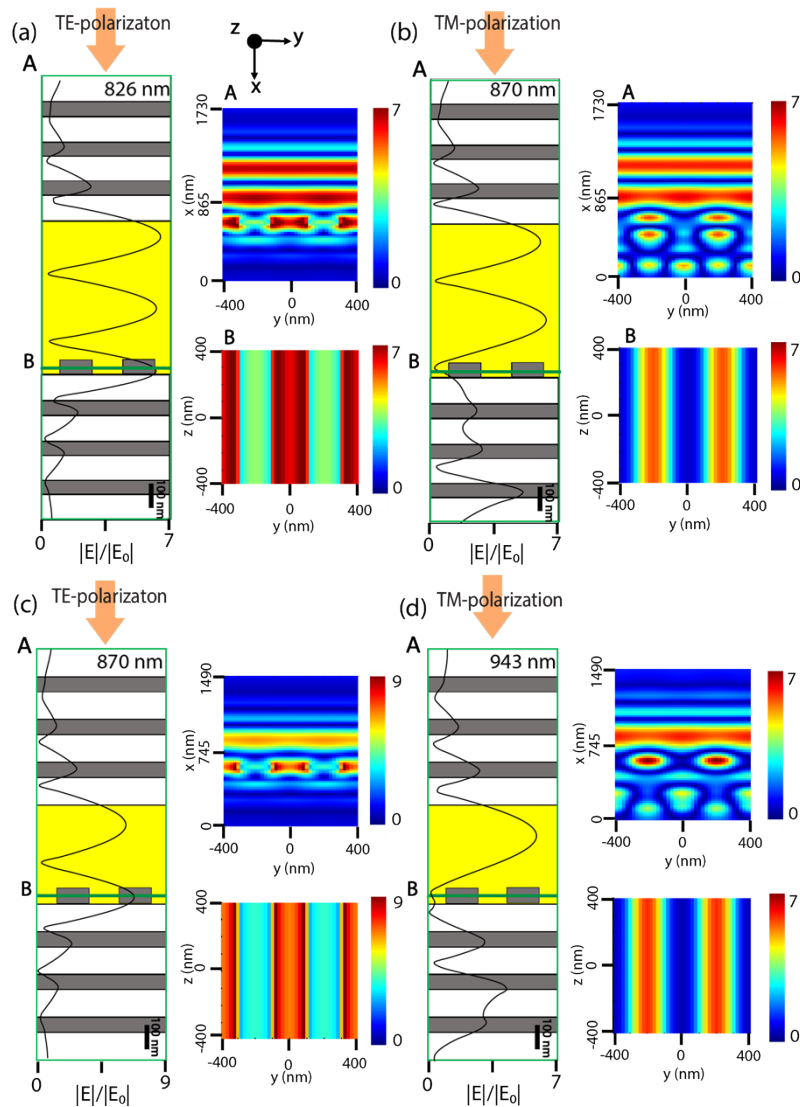 (a)
TE-polarizaton
z
y
x
A
826 nm
B
100 nm
0
7
|E|/|E₀|
A
1730
865
0
x (nm)
-400
0
400
y (nm)
7
0
B
400
0
-400
z (nm)
-400
0
400
y (nm)
7
0
(b)
TM-polarization
A
870 nm
B
100 nm
0
7
|E|/|E₀|
A
1730
865
0
x (nm)
-400
0
400
y (nm)
7
0
B
400
0
-400
z (nm)
-400
0
400
y (nm)
7
0
(c)
TE-polarizaton
A
870 nm
B
100 nm
0
9
|E|/|E₀|
1490
745
0
x (nm)
-400
0
400
y (nm)
9
0
400
0
-400
z (nm)
-400
0
400
y (nm)
9
0
(d)
TM-polarization
A
943 nm
B
100 nm
0
7
|E|/|E₀|
1490
745
0
x (nm)
-400
0
400
y (nm)
7
0
400
0
-400
z (nm)
-400
0
400
y (nm)
7
0